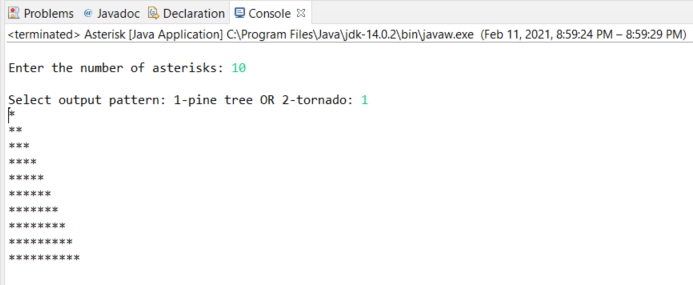 Problems @ Javadoc Declaration Console
<terminated> Asterisk [Java Application] C:\Program Files\Java\jdk-14.0.2\bin\javaw.exe (Feb 11, 2021, 8:59:24 PM – 8:59:29 PM)
Enter the number of asterisks: 10
Select output pattern: 1-pine tree OR 2-tornado: 1
*
**
***
****
*****
******
*******
********
*********
**********